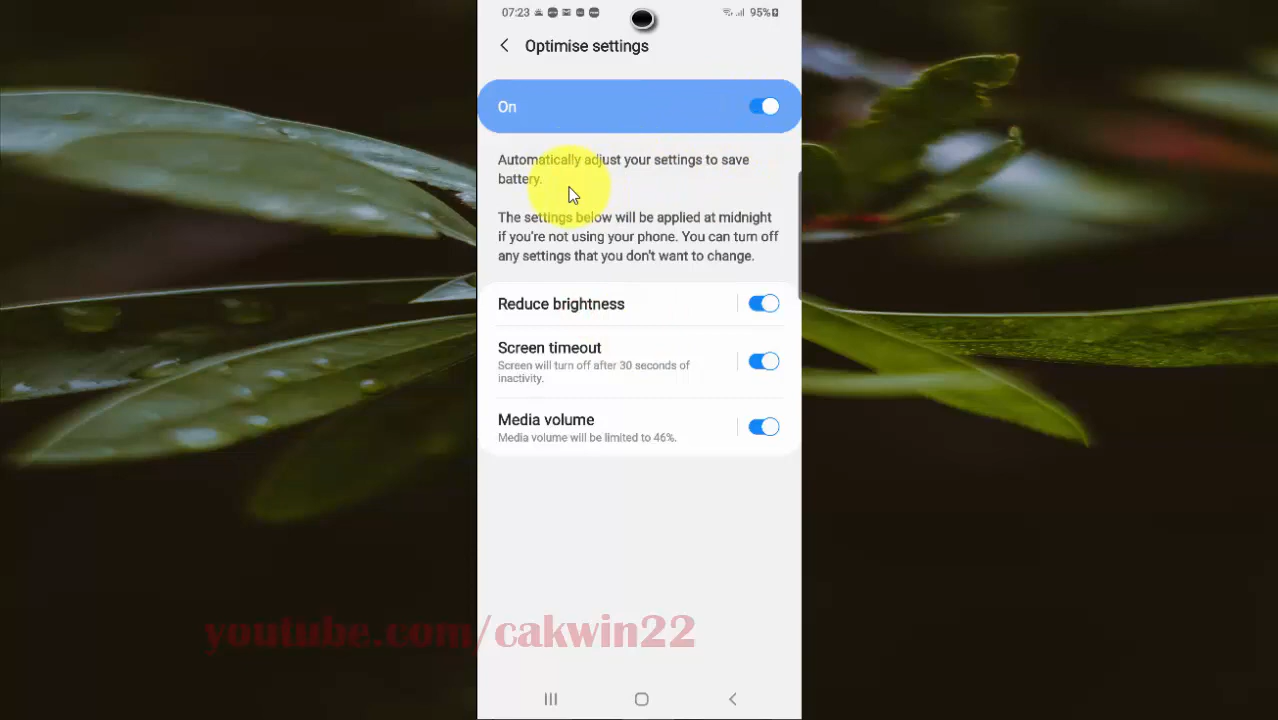 07:23
95%
Optimise settings
On
Automatically adjust your settings to save
battery.
The settings below will be applied at midnight
if you're not using your phone. You can turn off
any settings that you don't want to change.
Reduce brightness
Screen timeout
Screen will turn off after 30 seconds of
inactivity.
Media volume
Media volume will be limited to 46%.
youtube.com/cakwin22